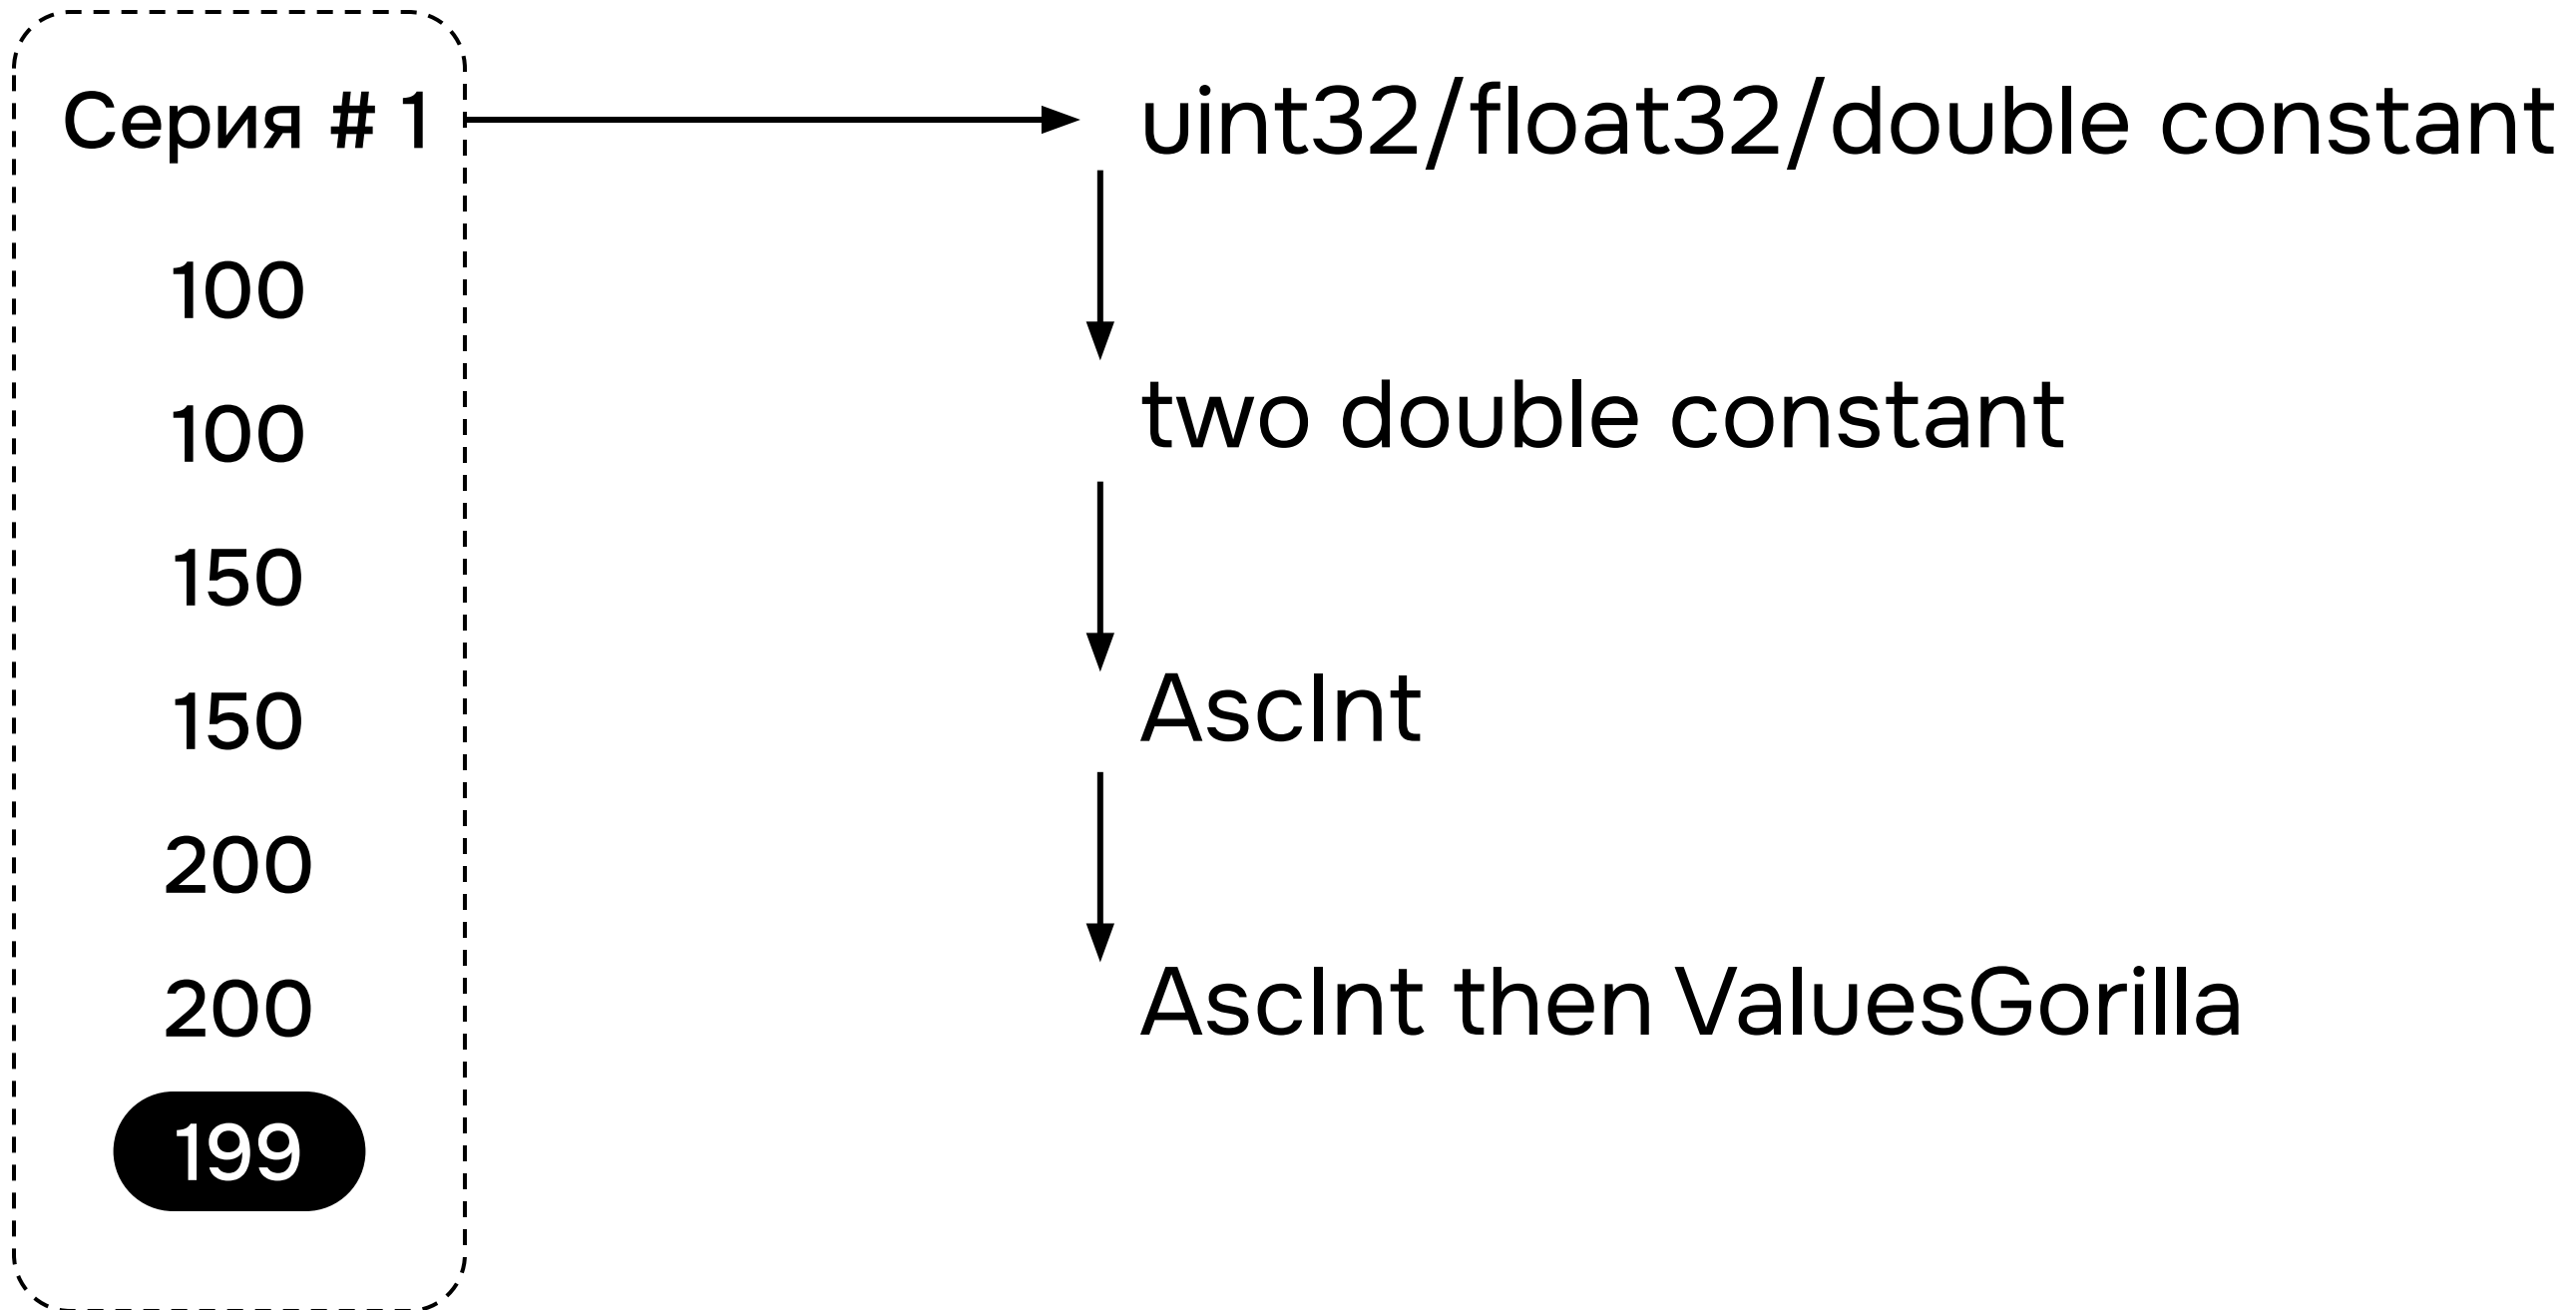 Серия # 1
100
100
150
150
200
200
199
uint32/float32/double constant
two double constant
AscInt
AscInt then ValuesGorilla